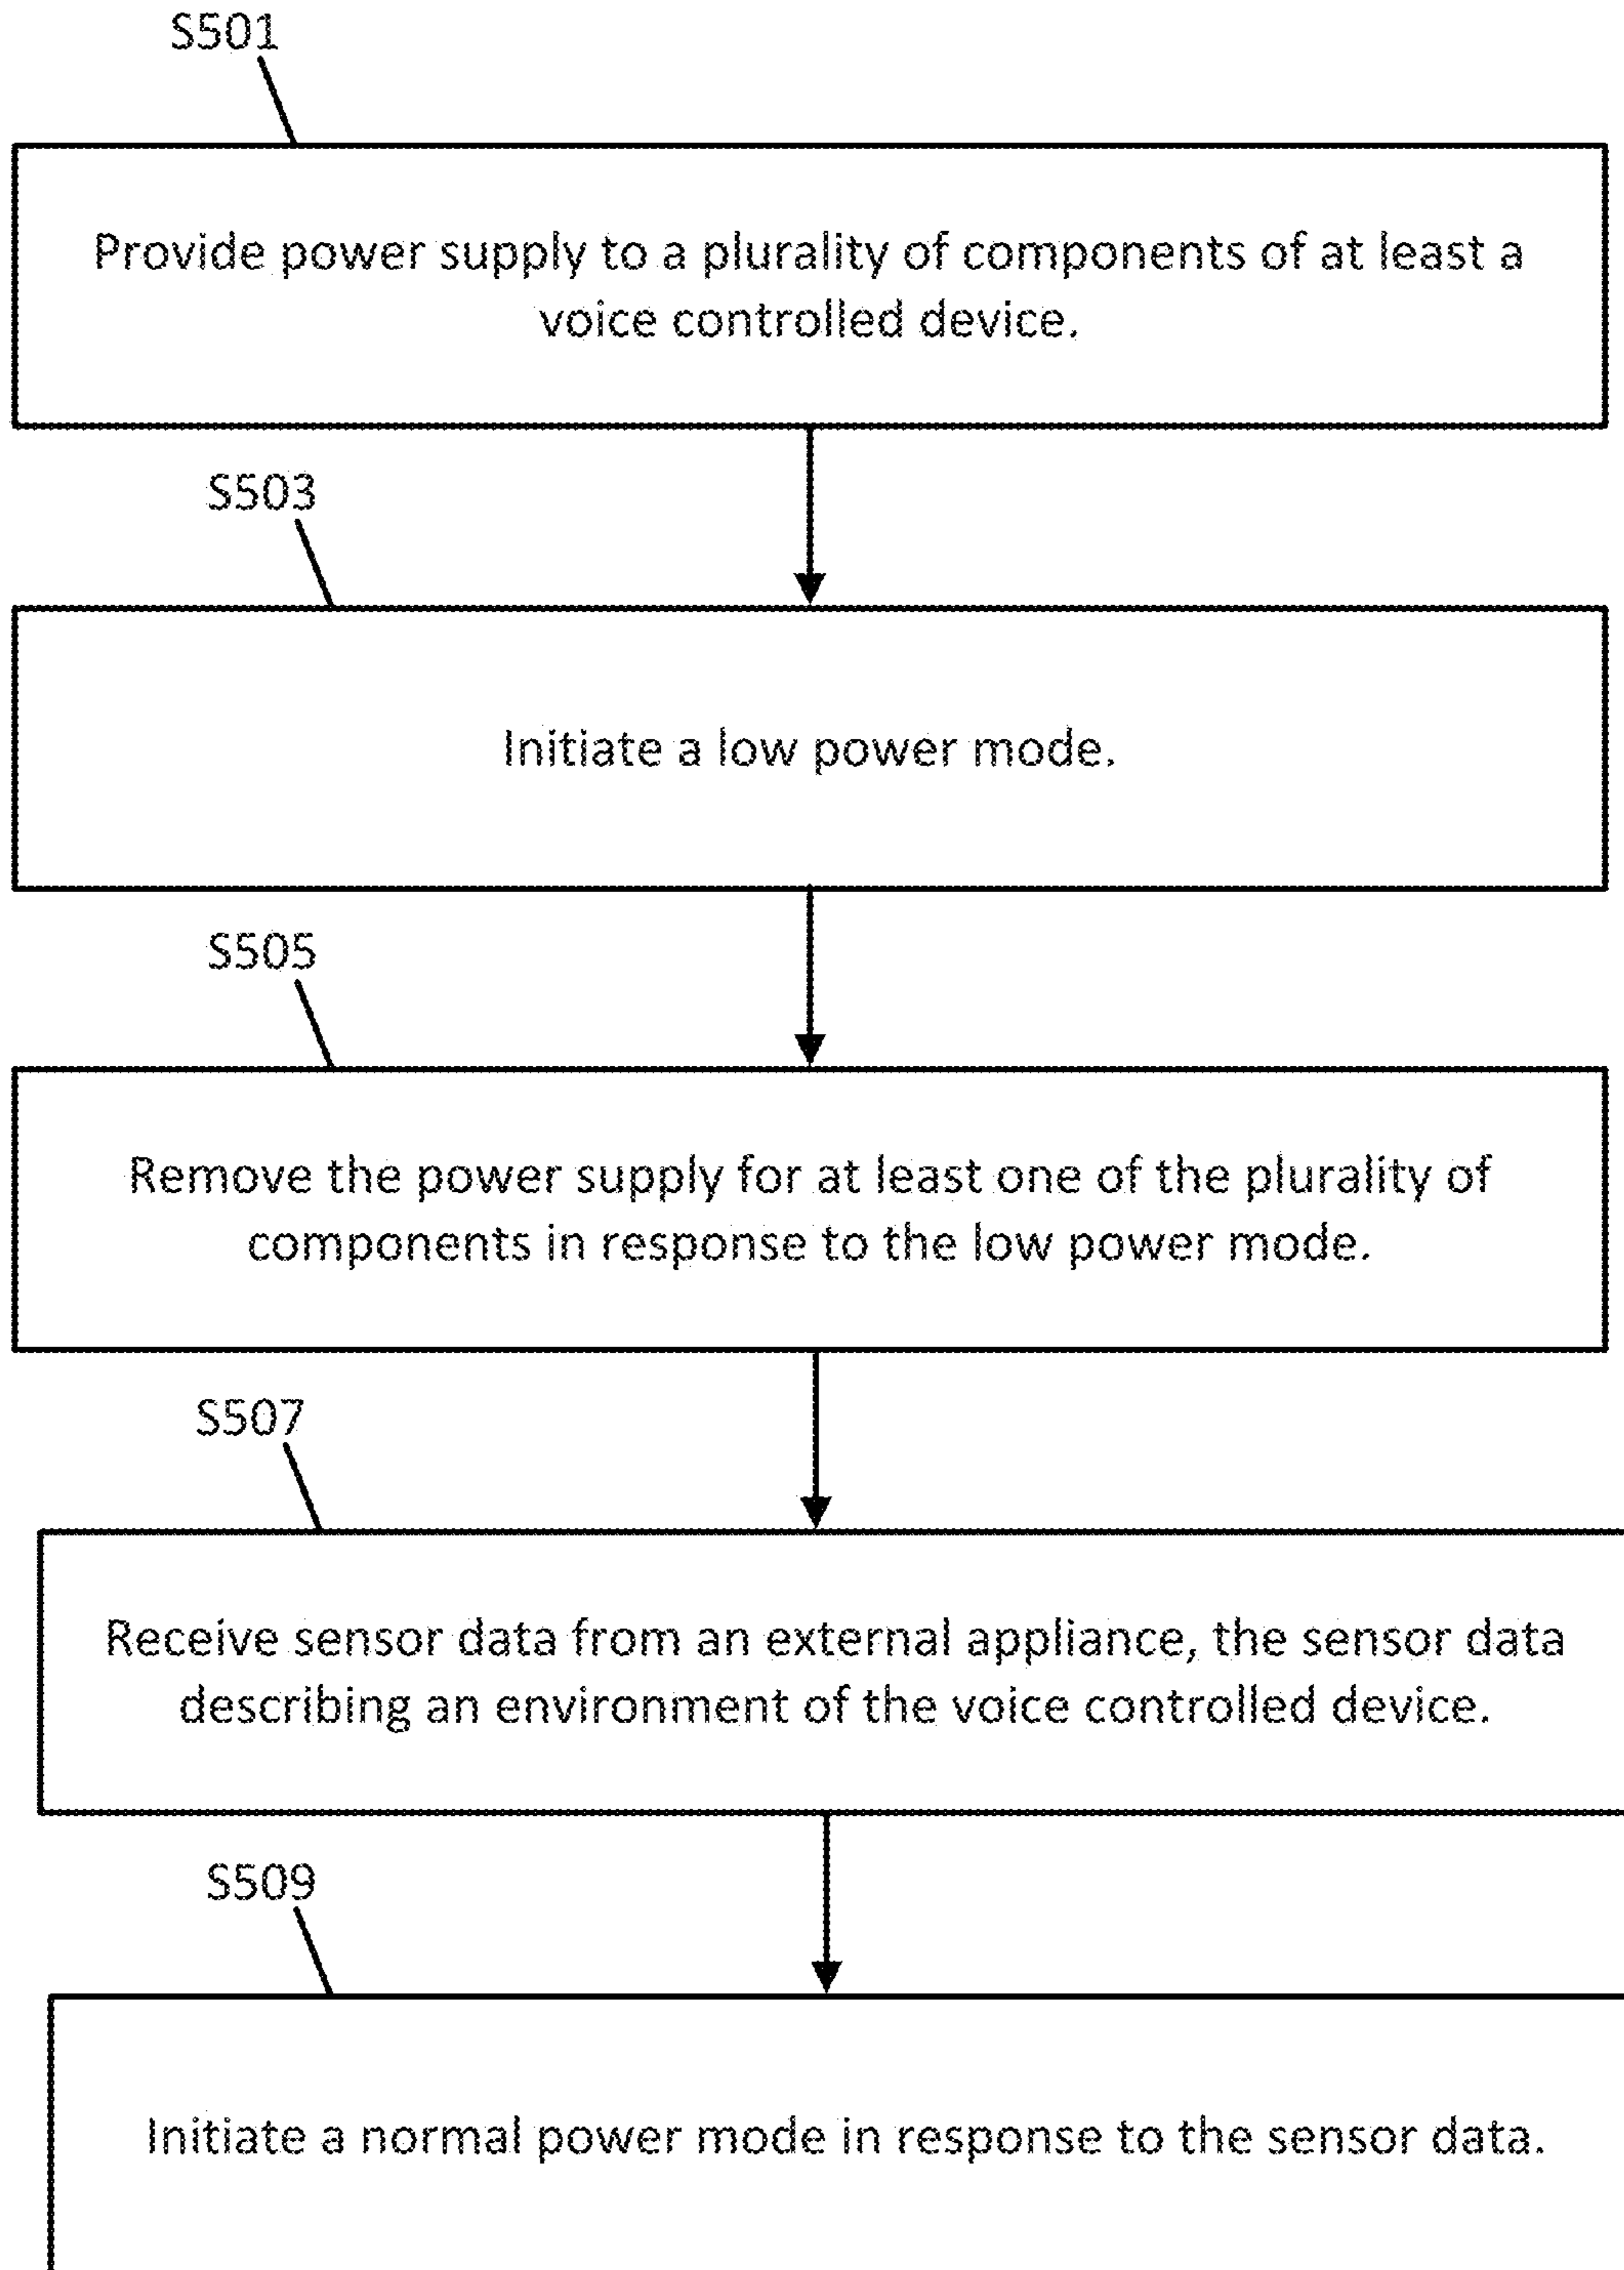 S501
Provide power supply to a plurality of components of at least a
voice controlled device.
S503
Initiate a low power mode.
S505
Remove the power supply for at least one of the plurality of
components in response to the low power mode.
S507
Receive sensor data from an external appliance, the sensor data
describing an environment of the voice controlled device.
S509
Initiate a normal power mode in response to the sensor data.